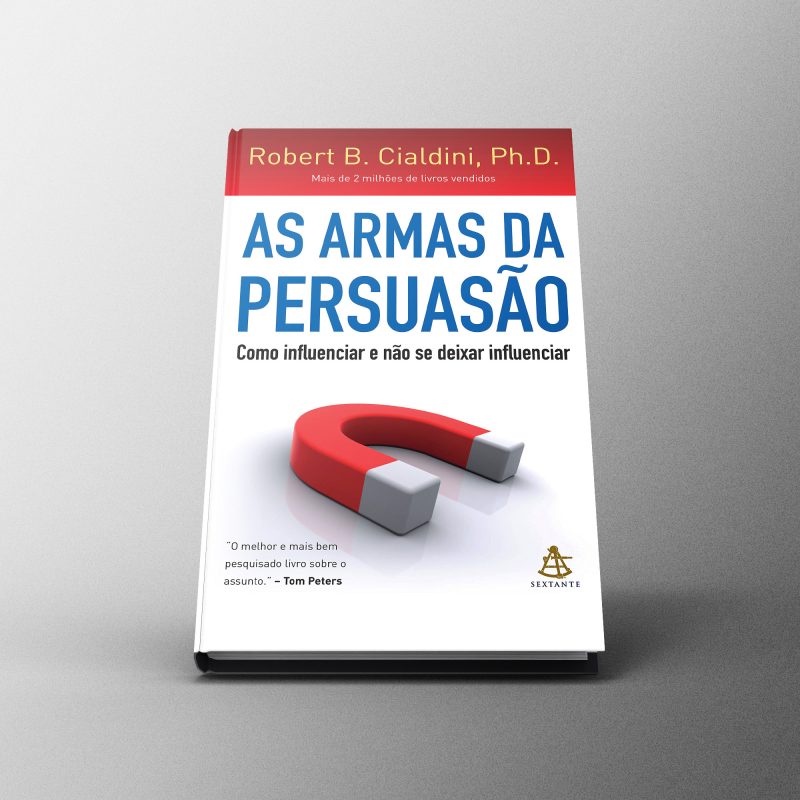 Robert B. Cialdini, Ph.D.
Mais de 2 milhões de livros vendidos
AS ARMAS DA
PERSUASÃO
Como influenciar e não se deixar influenciar
"O melhor e mais bem
pesquisado livro sobre o
assunto." – Tom Peters
SEXTANTE